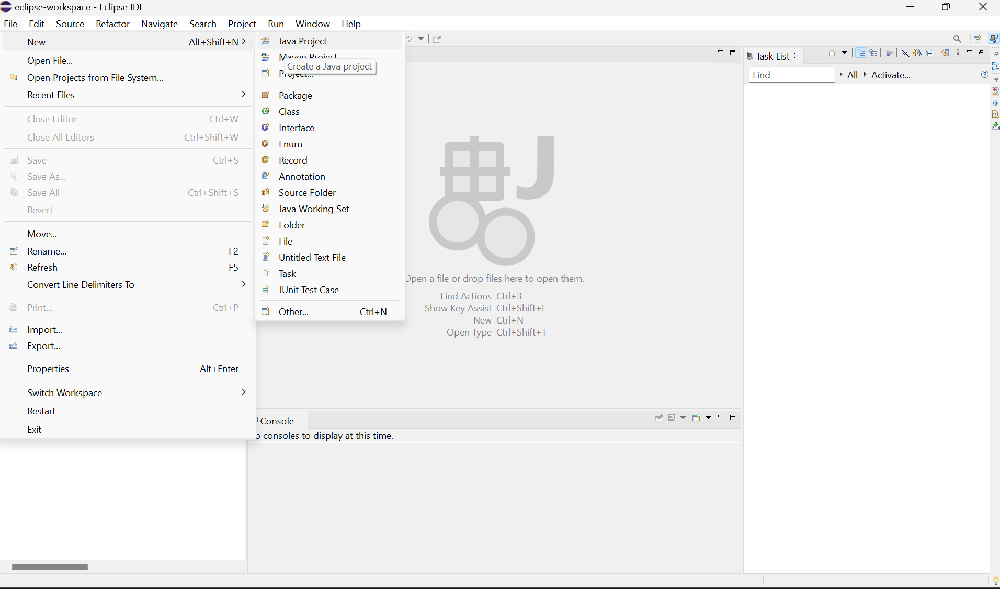 eclipse-workspace - Eclipse IDE
File Edit Source Refactor Navigate Search Project Run Window Help
New Alt+Shift+N
Open File...
Open Projects from File System...
Recent Files
Close Editor Ctrl+W
Close All Editors Ctrl+Shift+W
Save Ctrl+S
Save As...
Save All Ctrl+Shift+S
Revert
Move...
Rename... F2
Refresh F5
Convert Line Delimiters To
Print... Ctrl+P
Import...
Export...
Properties Alt+Enter
Switch Workspace
Restart
Exit
Java Project
Maven Project
Create a Java project
Project...
Package
Class
Interface
Enum
Record
Annotation
Source Folder
Java Working Set
Folder
File
Untitled Text File
Task
JUnit Test Case
Other... Ctrl+N
Open a file or drop files here to open them.
Find Actions Ctrl+3
Show Key Assist Ctrl+Shift+L
New Ctrl+N
Open Type Ctrl+Shift+T
Console
consoles to display at this time.
Task List
Find All Activate...